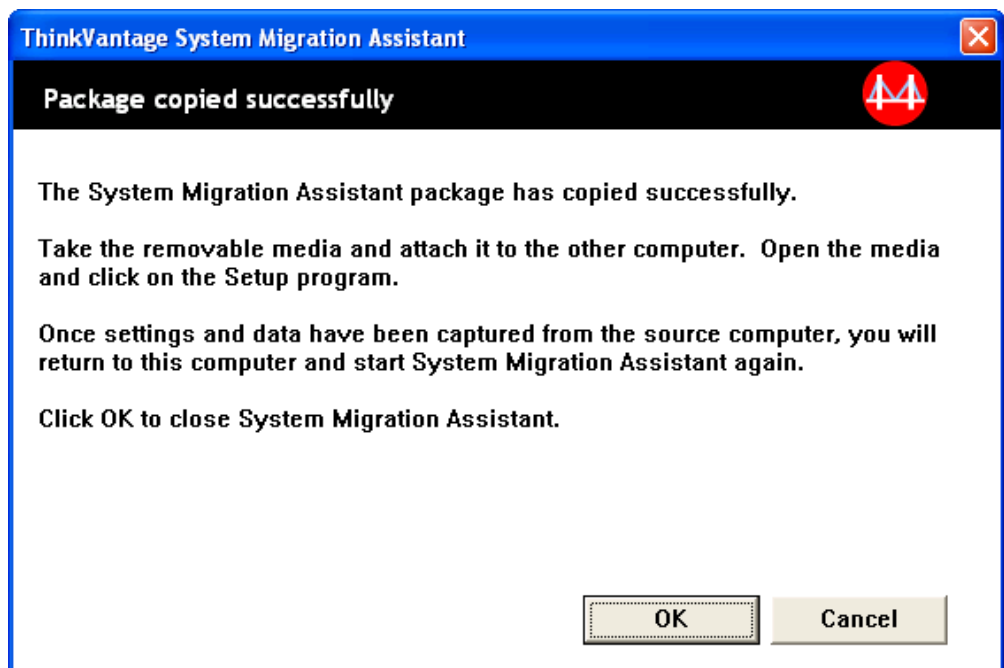 ThinkVantage System Migration Assistant
Package copied successfully
The System Migration Assistant package has copied successfully.
Take the removable media and attach it to the other computer.  Open the media
and click on the Setup program.
Once settings and data have been captured from the source computer, you will
return to this computer and start System Migration Assistant again.
Click OK to close System Migration Assistant.
OK
Cancel